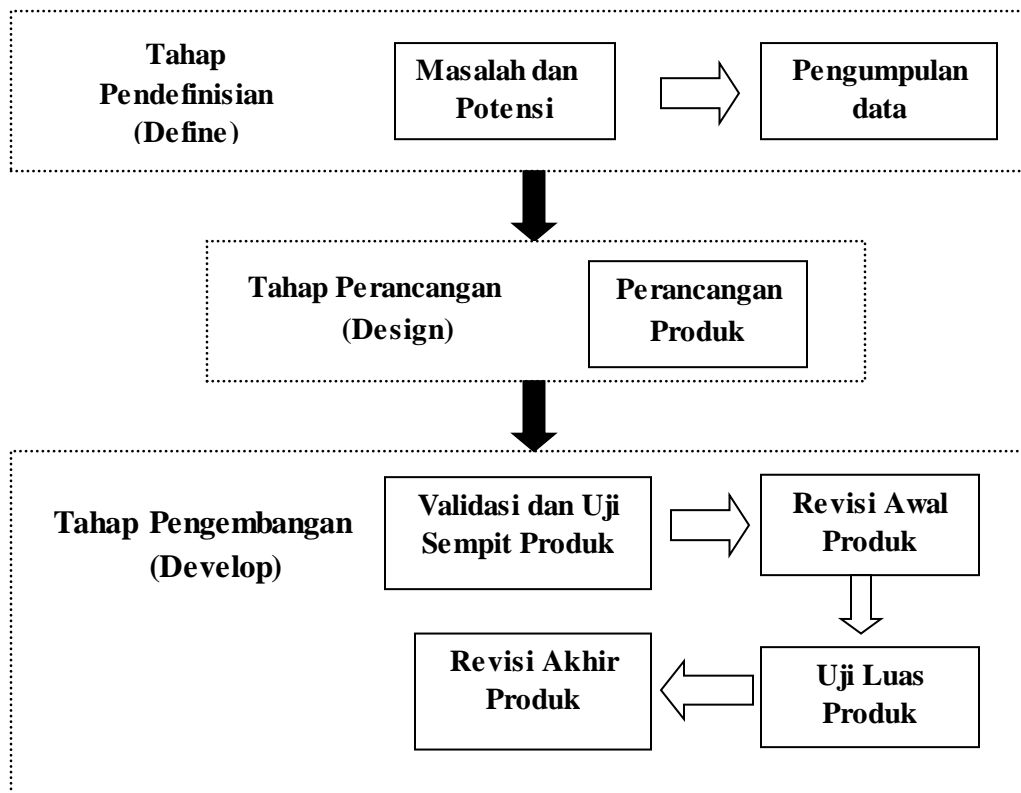 Tahap
Pendefinisian
(Define)
Masalah dan
Potensi
Pengumpulan
data
Tahap Perancangan
(Design)
Perancangan
Produk
Tahap Pengembangan
(Develop)
Validasi dan Uji
Sempit Produk
Revisi Awal
Produk
Uji Luas
Produk
Revisi Akhir
Produk